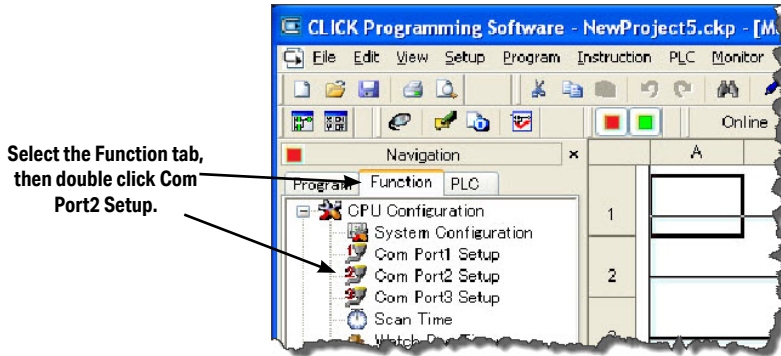 CLICK Programming Software - NewProject5.ckp - [M
File Edit View Setup Program Instruction PLC Monitor
Online
Select the Function tab,
then double click Com
Port2 Setup.
Navigation
A
Program Function PLC
CPU Configuration
1
System Configuration
Com Port1 Setup
Com Port2 Setup
2
Com Port3 Setup
Scan Time